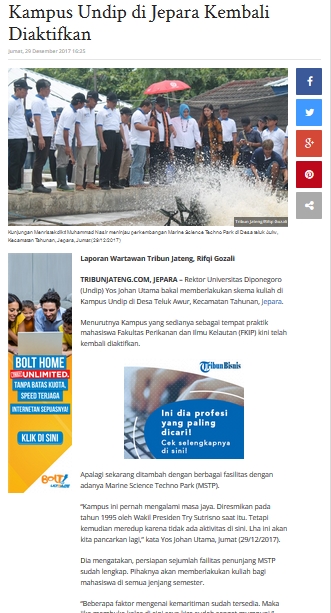 Kampus Undip di Jepara Kembali
Diaktifkan
Jumat, 29 Desember 2017 16:25
Tribun Jateng/Rifqi Gozali
Kunjungan Menristekdikti Muhammad Nasir meninjau perkembangan Marine Science Tecno Park di Desa teluk Juliv,
Kecamatan Tahunan, Jepara, Jumat(29/12/2017)
Laporan Wartawan Tribun Jateng, Rifqi Gozali
TRIBUNJATENG.COM, JEPARA – Rektor Universitas Diponegoro
(Undip) Yos Johan Utama bakal memberlakukan skema kuliah di
Kampus Undip di Desa Teluk Awur, Kecamatan Tahunan, Jepara.
Menurutnya Kampus yang sedianya sebagai tempat praktik
mahasiswa Fakultas Perikanan dan Ilmu Kelautan (FKIP) kini telah
kembali diaktifkan.
BOLT HOME
UNLIMITED.
TANPA BATAS KUOTA,
SPEED TERJAGA
INTERNETAN SEPUASNYA!
KLIK DI SINI
BOLT!
TribunBisnis
Ini dia profesi
yang paling
dicari!
Cek selengkapnya
di sini!
Apalagi sekarang ditambah dengan berbagai fasilitas dengan
adanya Marine Science Techno Park (MSTP).
“Kampus ini pernah mengalami masa jaya. Diresmikan pada
tahun 1995 oleh Wakil Presiden Try Sutrisno saat itu. Tetapi
kemudian meredup karena tidak ada aktivitas di sini. Lha ini akan
kita pancarkan lagi,” kata Yos Johan Utama, Jumat (29/12/2017).
Dia mengatakan, persiapan sejumlah failitas penunjang MSTP
sudah lengkap. Pihaknya akan memberlakukan kuliah bagi
mahasiswa di semua jenjang semester.
“Beberapa faktor mengenai kemaritiman sudah tersedia. Maka